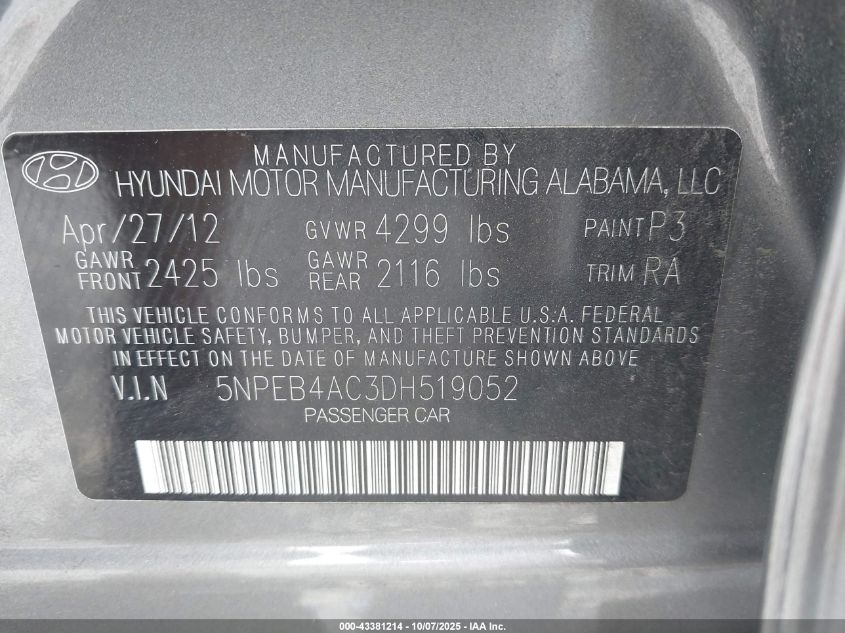 MANUFACTURED BY
HYUNDAI MOTOR MANUFACTURING ALABAMA, LLC
Apr/27/12 GVWR 4299 lbs PAINT P3
GAWR FRONT 2425 lbs GAWR REAR 2116 lbs TRIM RA
THIS VEHICLE CONFORMS TO ALL APPLICABLE U.S.A. FEDERAL
MOTOR VEHICLE SAFETY, BUMPER, AND THEFT PREVENTION STANDARDS
IN EFFECT ON THE DATE OF MANUFACTURE SHOWN ABOVE
V.I.N 5NPEB4AC3DH519052
PASSENGER CAR
000-43381214 - 10/07/2025 - IAA Inc.